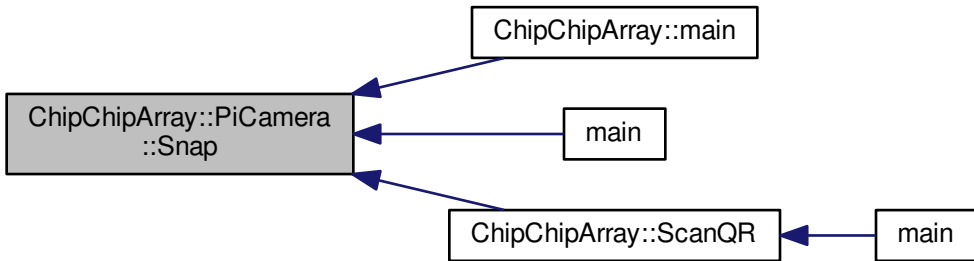 ChipChipArray::main
ChipChipArray::PiCamera
::Snap
main
ChipChipArray::ScanQR
main